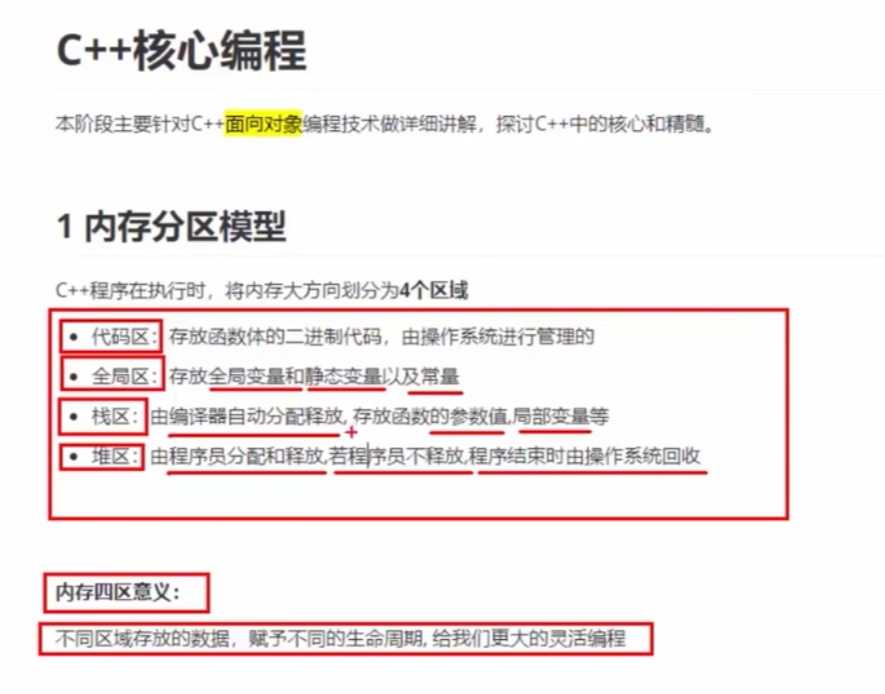 C++核心编程
本阶段主要针对C++面向对象编程技术做详细讲解，探讨C++中的核心和精髓。
1 内存分区模型
C++程序在执行时，将内存大方向划分为4个区域
• 代码区：存放函数体的二进制代码，由操作系统进行管理的
• 全局区：存放全局变量和静态变量以及常量
• 栈区：由编译器自动分配释放, 存放函数的参数值,局部变量等
• 堆区：由程序员分配和释放,若程序员不释放,程序结束时由操作系统回收
内存四区意义：
不同区域存放的数据，赋予不同的生命周期, 给我们更大的灵活编程